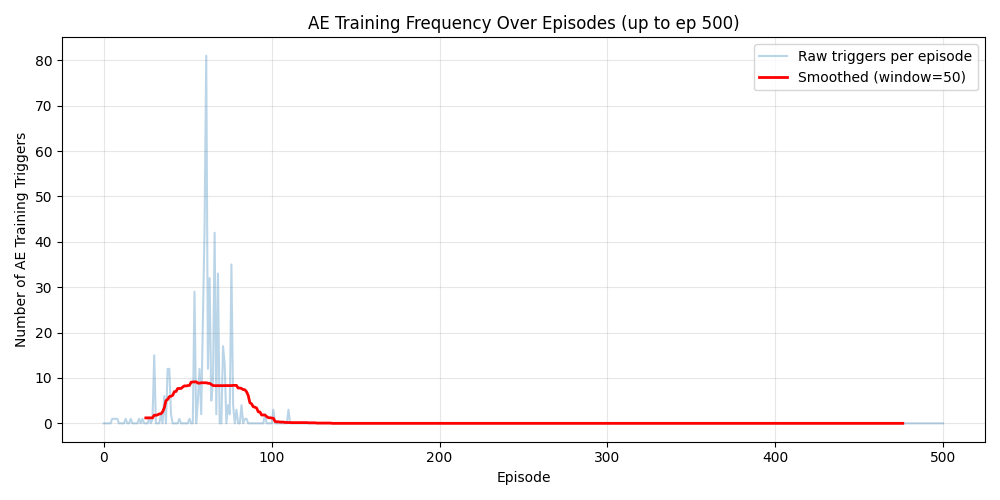 AE Training Frequency Over Episodes (up to ep 500)
Raw triggers per episode
Smoothed (window=50)
Number of AE Training Triggers
80
70
60
50
40
30
20
10
0
0 100 200 300 400 500
Episode